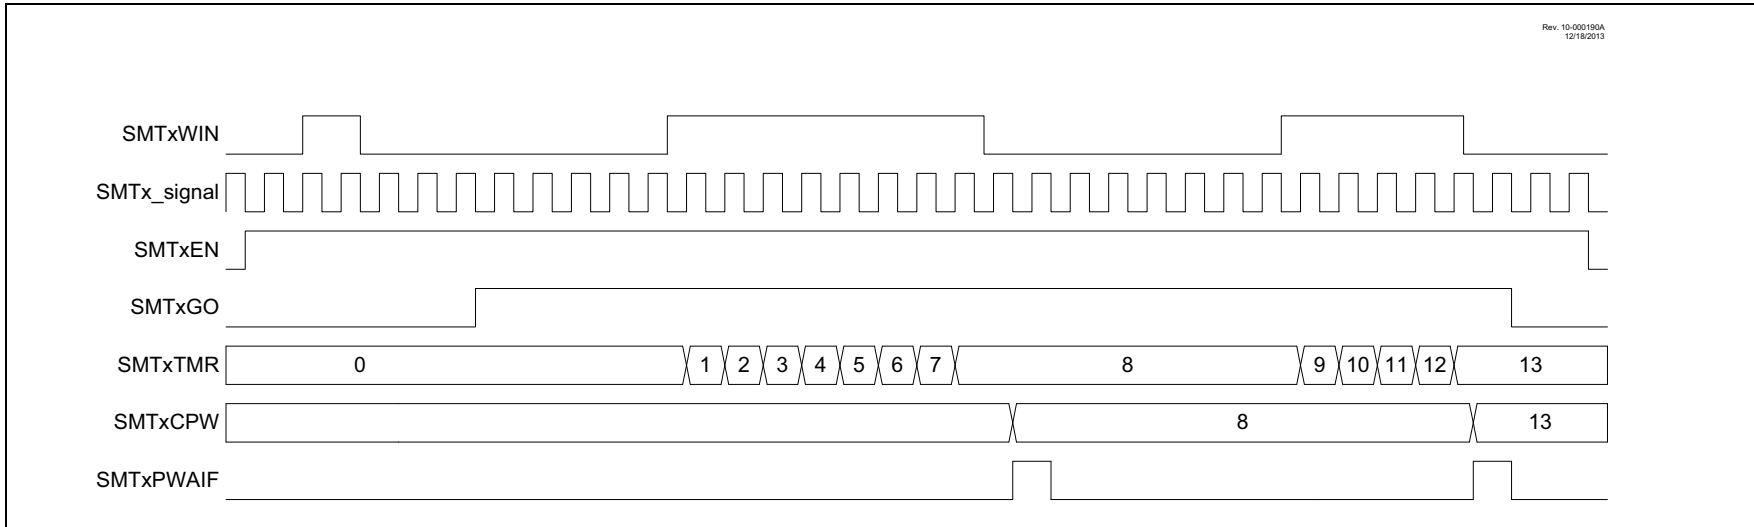 Rev. 10-000190A
12/18/2013
SMTxWIN
SMTx_signal
SMTxEN
SMTxGO
SMTxTMR 0 1 2 3 4 5 6 7 8 9 10 11 12 13
SMTxCPW 8 13
SMTxPWAIF